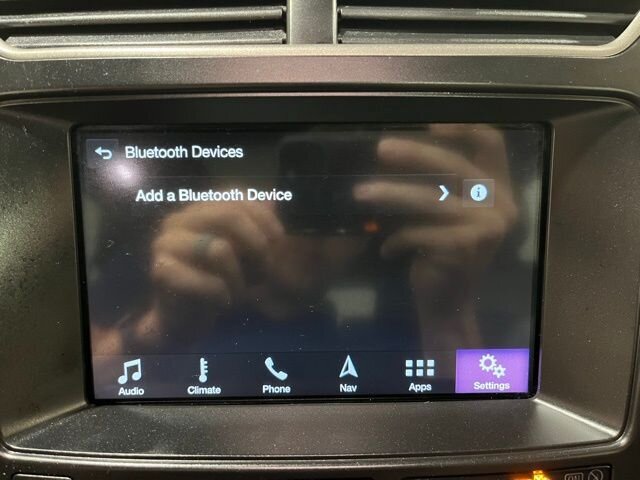 Bluetooth Devices
Add a Bluetooth Device
Audio Climate Phone Nav Apps Settings